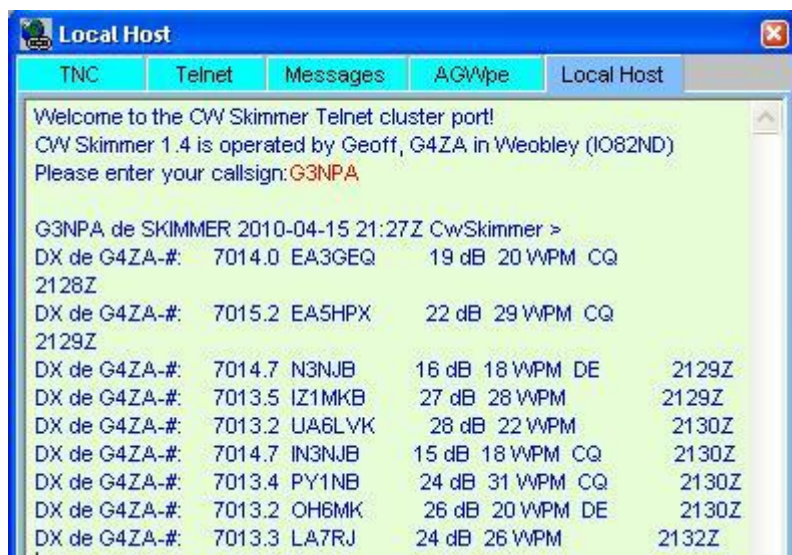 Local Host
TNC Telnet Messages AGWpe Local Host
Welcome to the CW Skimmer Telnet cluster port!
CW Skimmer 1.4 is operated by Geoff, G4ZA in Weobley (IO82ND)
Please enter your callsign:G3NPA
G3NPA de SKIMMER 2010-04-15 21:27Z CwSkimmer >
DX de G4ZA-#: 7014.0 EA3GEQ 19 dB 20 WPM CQ
2128Z
DX de G4ZA-#: 7015.2 EA5HPX 22 dB 29 WPM CQ
2129Z
DX de G4ZA-#: 7014.7 N3NJB 16 dB 18 WPM DE 2129Z
DX de G4ZA-#: 7013.5 IZ1MKB 27 dB 28 WPM 2129Z
DX de G4ZA-#: 7013.2 UA6LVK 28 dB 22 WPM 2130Z
DX de G4ZA-#: 7014.7 IN3NJB 15 dB 18 WPM CQ 2130Z
DX de G4ZA-#: 7013.4 PY1NB 24 dB 31 WPM CQ 2130Z
DX de G4ZA-#: 7013.2 OH6MK 26 dB 20 WPM DE 2130Z
DX de G4ZA-#: 7013.3 LA7RJ 24 dB 26 WPM 2132Z